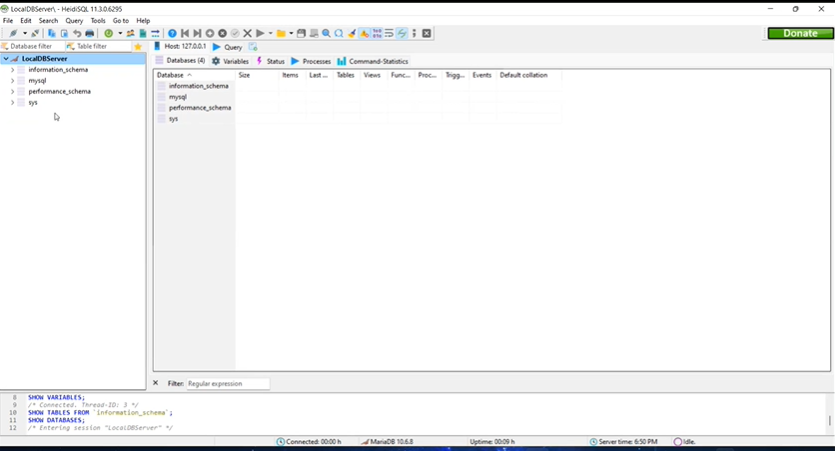 LocalDBServer\ - HeidiSQL 11.3.0.6295
File Edit Search Query Tools Go to Help
Donate
Database filter Table filter
Host: 127.0.0.1 Query
LocalDBServer
information_schema
mysql
performance_schema
sys
Databases (4) Variables Status Processes Command-Statistics
Database Size Items Last ... Tables Views Func... Proc... Trigg... Events Default collation
information_schema
mysql
performance_schema
sys
Filter: Regular expression
8 SHOW VARIABLES;
9 /* Connected. Thread-ID: 3 */
10 SHOW TABLES FROM `information_schema`;
11 SHOW DATABASES;
12 /* Entering session "LocalDBServer" */
Connected: 00:00 h MariaDB 10.6.8 Uptime: 00:09 h Server time: 6:50 PM Idle.